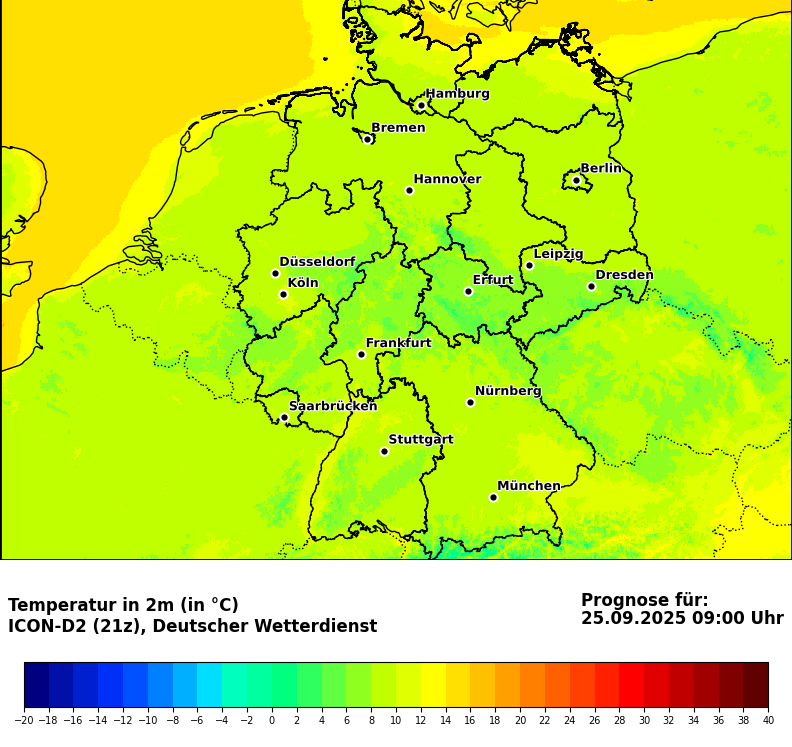 Hamburg
Bremen
Berlin
Hannover
Leipzig
Düsseldorf
Dresden
Köln
Erfurt
Frankfurt
Nürnberg
Saarbrücken
Stuttgart
München
Temperatur in 2m (in °C)
ICON-D2 (21z), Deutscher Wetterdienst
Prognose für:
25.09.2025 09:00 Uhr
−20 −18 −16 −14 −12 −10 −8 −6 −4 −2 0 2 4 6 8 10 12 14 16 18 20 22 24 26 28 30 32 34 36 38 40